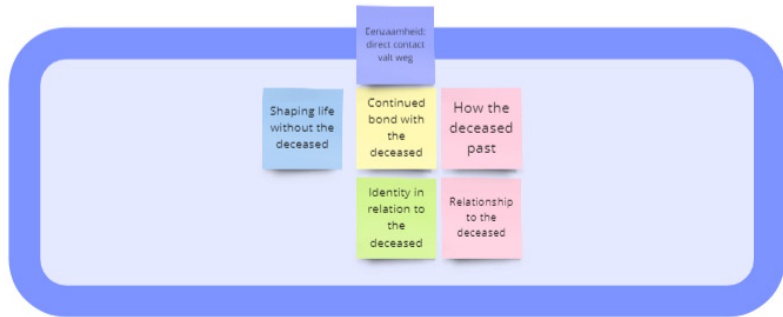 Eenzaamheid:
direct contact
valt weg
Shaping life
without the
deceased
Continued
bond with
the
deceased
How the
deceased
past
Identity in
relation to
the
deceased
Relationship
to the
deceased